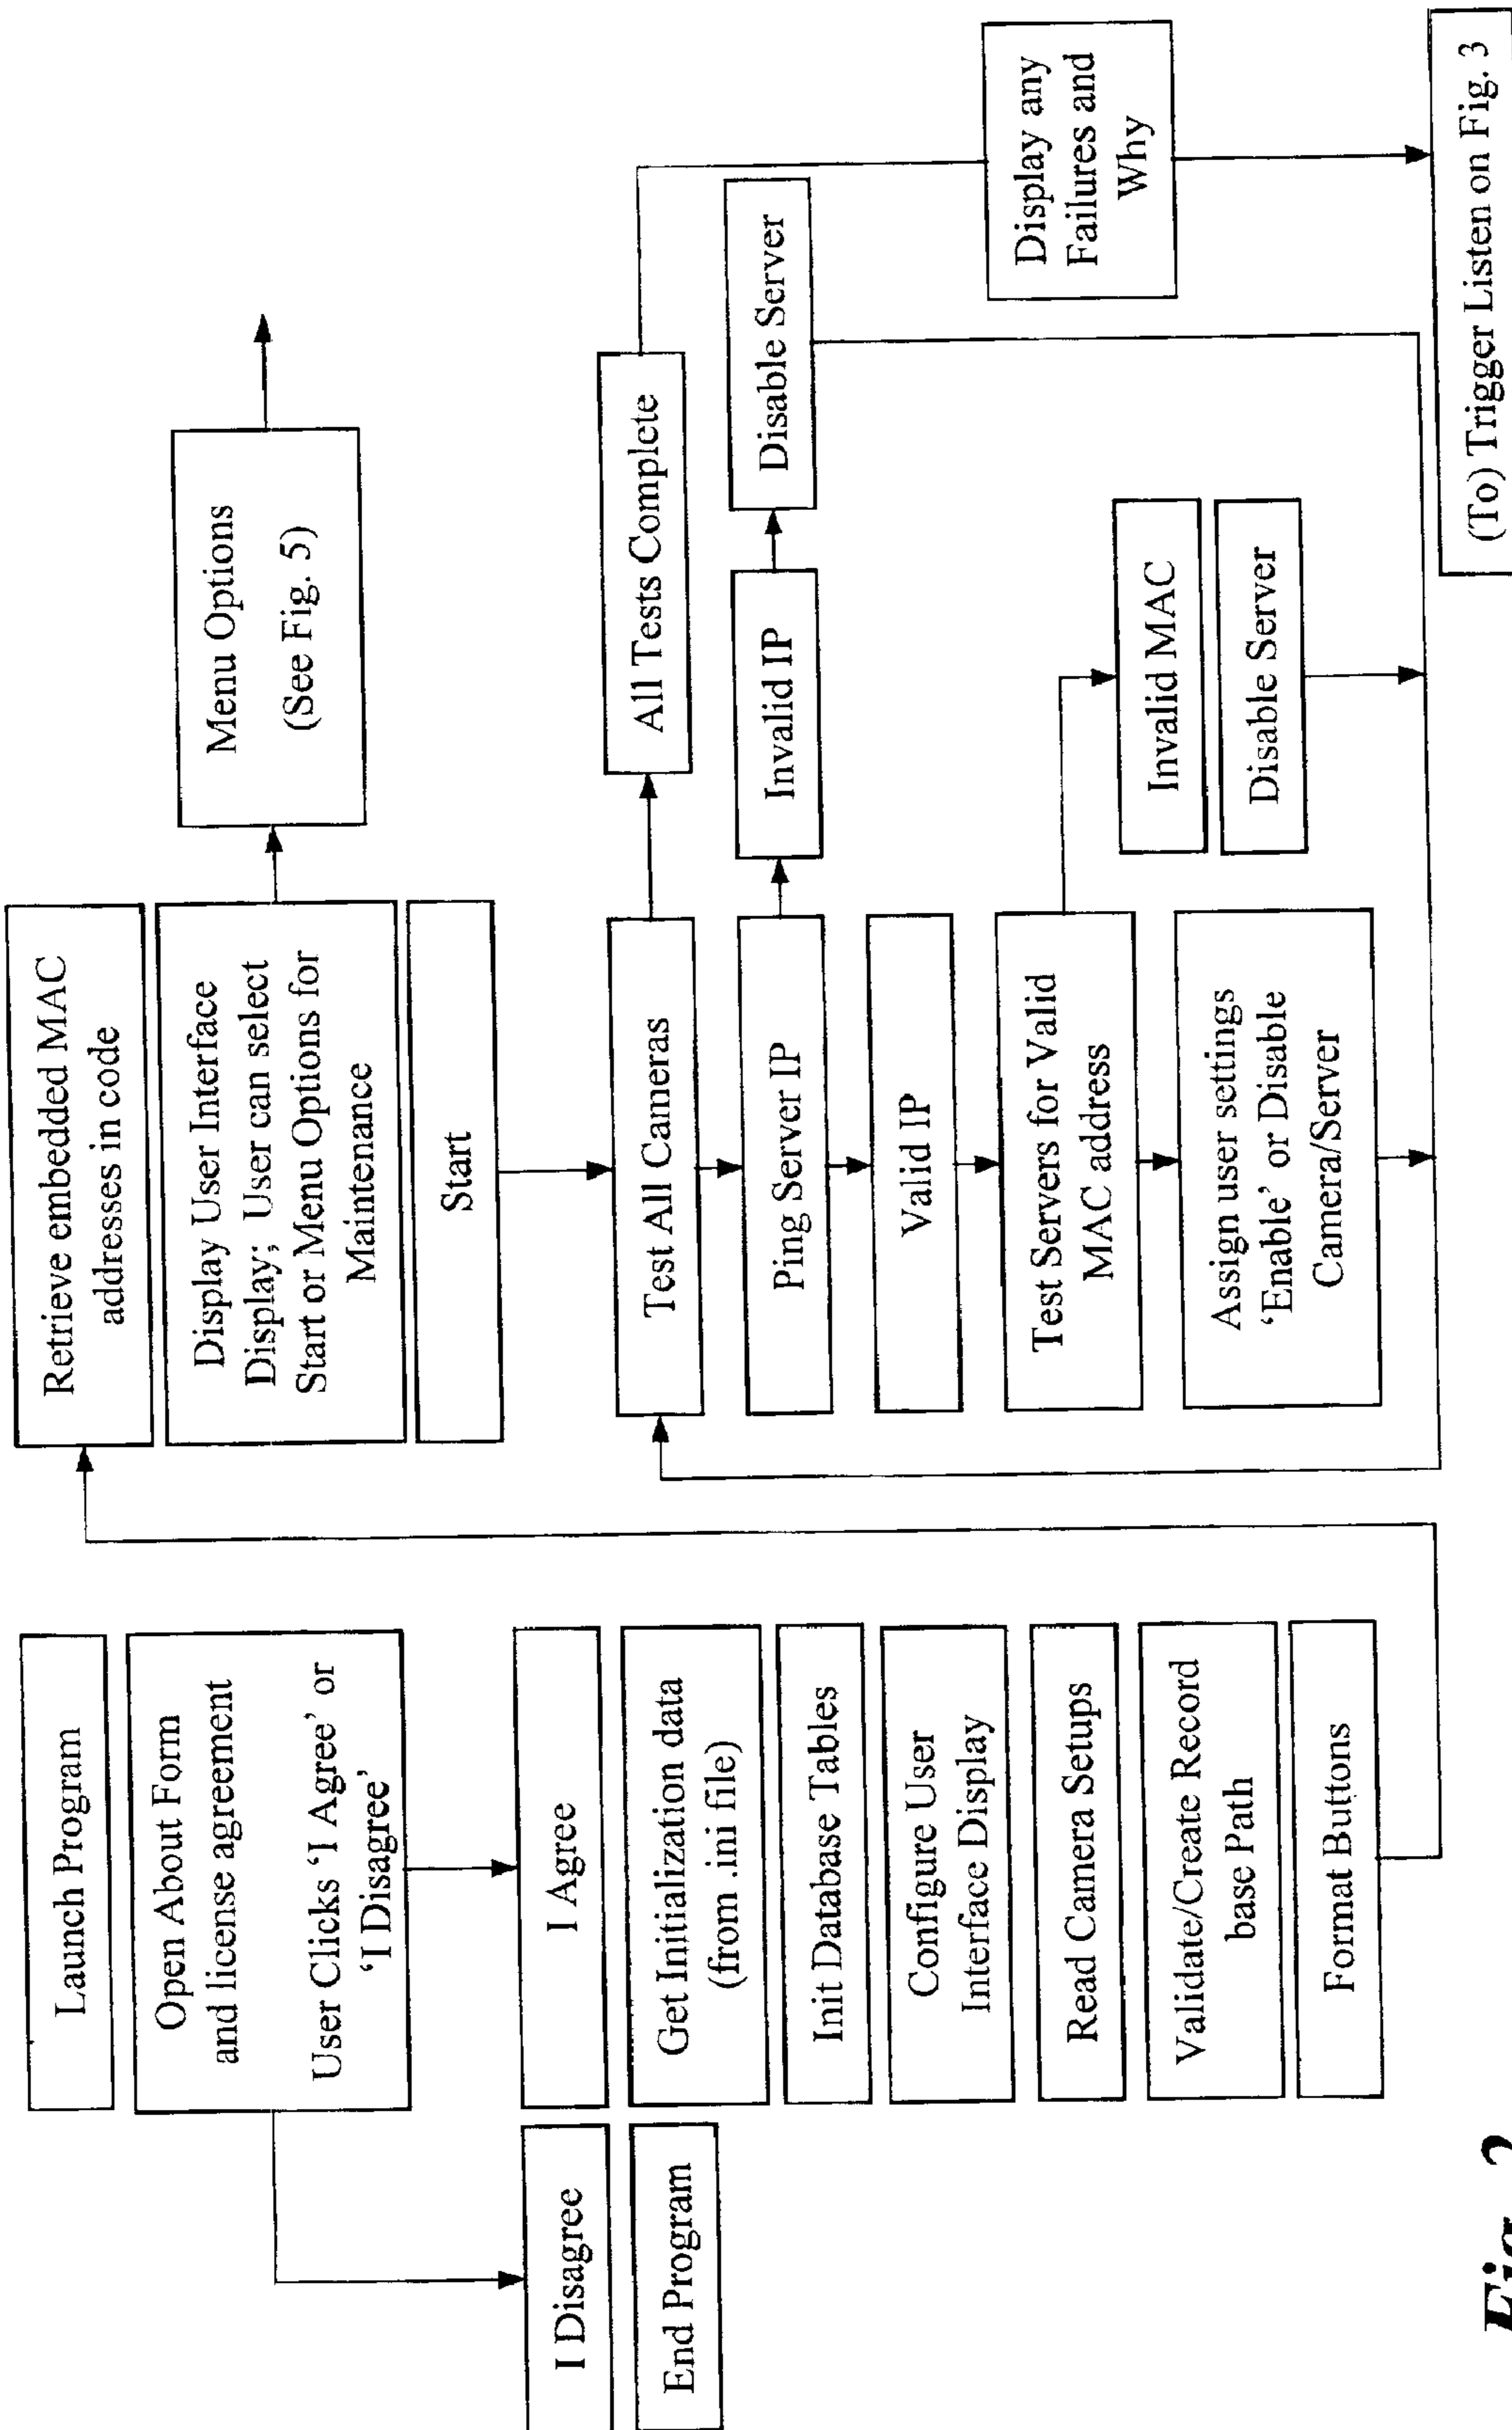 Launch Program
Open About Form
and license agreement
User Clicks ‘I Agree’ or
‘I Disagree’
I Disagree
End Program
I Agree
Get Initialization data
(from .ini file)
Init Database Tables
Configure User
Interface Display
Read Camera Setups
Validate/Create Record
base Path
Format Buttons
Retrieve embedded MAC
addresses in code
Display User Interface
Display; User can select
Start or Menu Options for
Maintenance
Menu Options
(See Fig. 5)
Start
Test All Cameras
All Tests Complete
Ping Server IP
Invalid IP
Disable Server
Valid IP
Test Servers for Valid
MAC address
Invalid MAC
Disable Server
Assign user settings
‘Enable’ or Disable
Camera/Server
Display any
Failures and
Why
(To) Trigger Listen on Fig. 3
Fig. 2